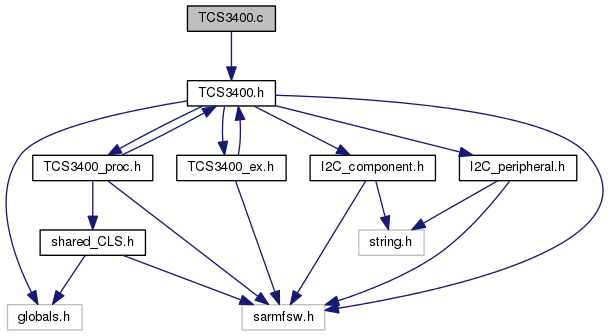 TCS3400.c
TCS3400.h
TCS3400_proc.h
TCS3400_ex.h
I2C_component.h
I2C_peripheral.h
shared_CLS.h
string.h
globals.h
sarmfsw.h